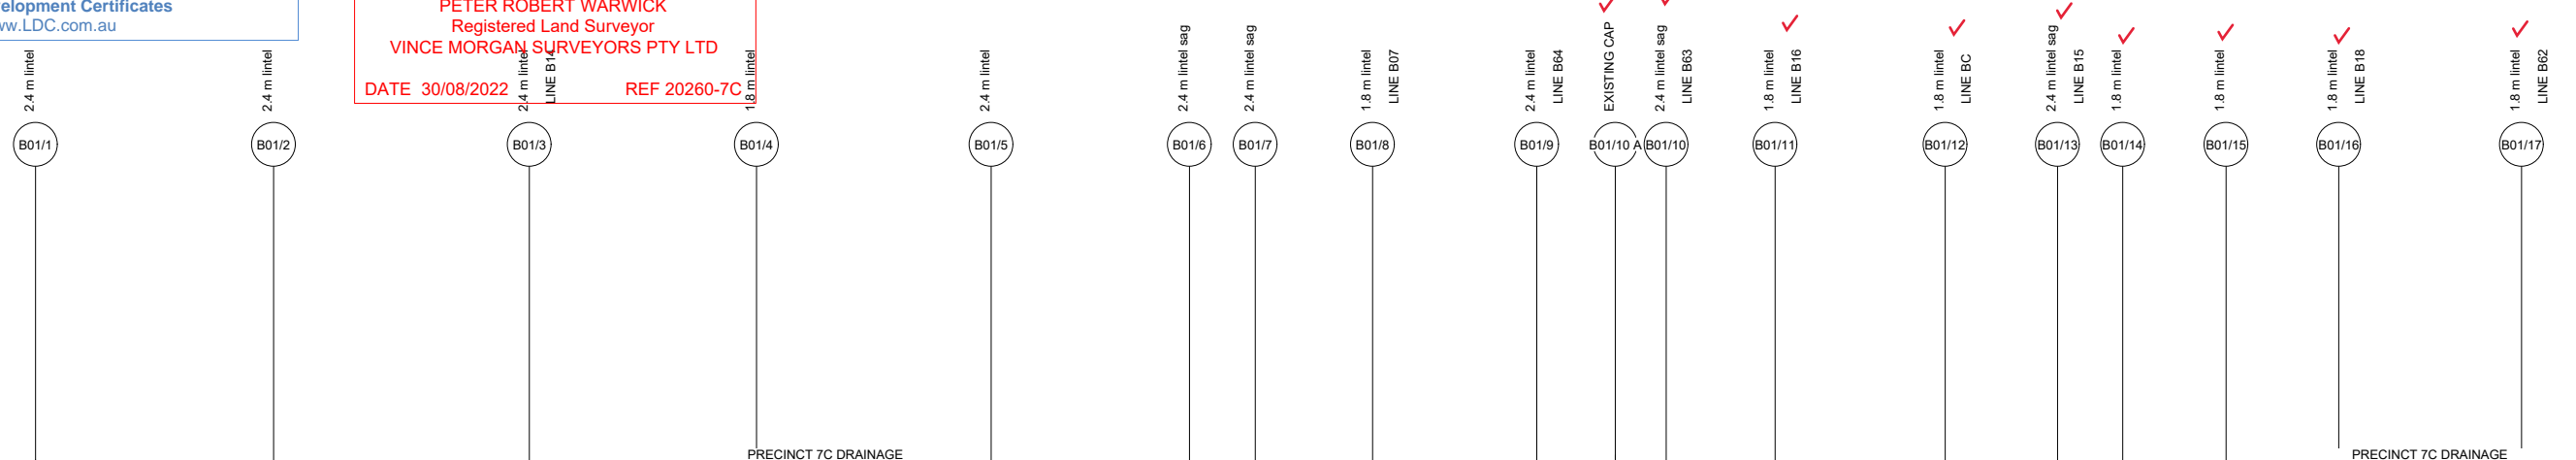 velopment Certificates
ww.LDC.com.au
PETER ROBERT WARWICK
Registered Land Surveyor
VINCE MORGAN SURVEYORS PTY LTD
DATE 30/08/2022 REF 20260-7C
2.4 m lintel
2.4 m lintel
2.4 m lintel
LINE B14
1.8 m lintel
2.4 m lintel
2.4 m lintel sag
2.4 m lintel sag
1.8 m lintel
LINE B07
2.4 m lintel
LINE B64
EXISTING CAP
2.4 m lintel sag
LINE B63
1.8 m lintel
LINE B16
1.8 m lintel
LINE BC
2.4 m lintel sag
LINE B15
1.8 m lintel
1.8 m lintel
1.8 m lintel
LINE B18
1.8 m lintel
LINE B62
B01/1
B01/2
B01/3
B01/4
B01/5
B01/6
B01/7
B01/8
B01/9
B01/10 A
B01/10
B01/11
B01/12
B01/13
B01/14
B01/15
B01/16
B01/17
PRECINCT 7C DRAINAGE
PRECINCT 7C DRAINAGE